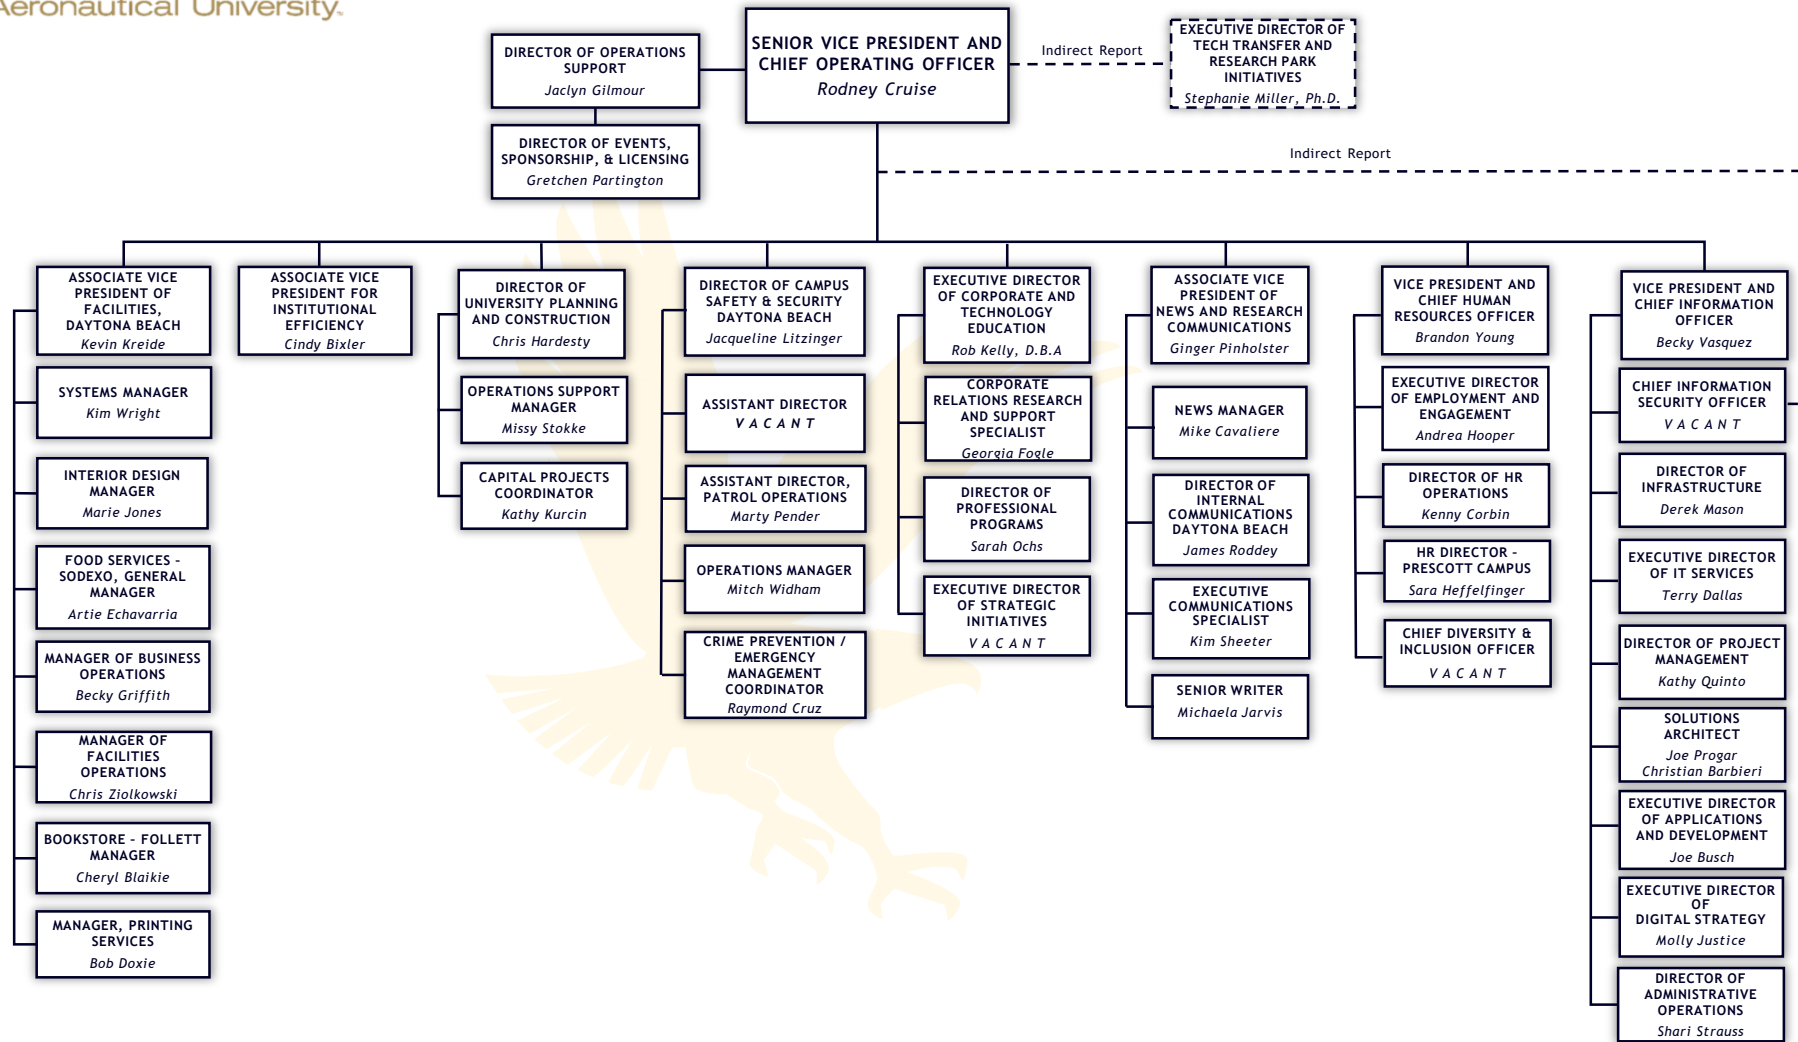 Aeronautical University.
SENIOR VICE PRESIDENT AND
CHIEF OPERATING OFFICER
Rodney Cruise
DIRECTOR OF OPERATIONS
SUPPORT
Jaclyn Gilmour
DIRECTOR OF EVENTS,
SPONSORSHIP, & LICENSING
Gretchen Partington
Indirect Report
EXECUTIVE DIRECTOR OF
TECH TRANSFER AND
RESEARCH PARK
INITIATIVES
Stephanie Miller, Ph.D.
Indirect Report
ASSOCIATE VICE
PRESIDENT OF
FACILITIES,
DAYTONA BEACH
Kevin Kreide
SYSTEMS MANAGER
Kim Wright
INTERIOR DESIGN
MANAGER
Marie Jones
FOOD SERVICES -
SODEXO, GENERAL
MANAGER
Artie Echavarria
MANAGER OF BUSINESS
OPERATIONS
Becky Griffith
MANAGER OF
FACILITIES
OPERATIONS
Chris Ziolkowski
BOOKSTORE - FOLLETT
MANAGER
Cheryl Blaikie
MANAGER, PRINTING
SERVICES
Bob Doxie
ASSOCIATE VICE
PRESIDENT FOR
INSTITUTIONAL
EFFICIENCY
Cindy Bixler
DIRECTOR OF
UNIVERSITY PLANNING
AND CONSTRUCTION
Chris Hardesty
OPERATIONS SUPPORT
MANAGER
Missy Stokke
CAPITAL PROJECTS
COORDINATOR
Kathy Kurcin
DIRECTOR OF CAMPUS
SAFETY & SECURITY
DAYTONA BEACH
Jacqueline Litzinger
ASSISTANT DIRECTOR
V A C A N T
ASSISTANT DIRECTOR,
PATROL OPERATIONS
Marty Pender
OPERATIONS MANAGER
Mitch Widham
CRIME PREVENTION /
EMERGENCY
MANAGEMENT
COORDINATOR
Raymond Cruz
EXECUTIVE DIRECTOR
OF CORPORATE AND
TECHNOLOGY
EDUCATION
Rob Kelly, D.B.A
CORPORATE
RELATIONS RESEARCH
AND SUPPORT
SPECIALIST
Georgia Fogle
DIRECTOR OF
PROFESSIONAL
PROGRAMS
Sarah Ochs
EXECUTIVE DIRECTOR
OF STRATEGIC
INITIATIVES
V A C A N T
ASSOCIATE VICE
PRESIDENT OF
NEWS AND RESEARCH
COMMUNICATIONS
Ginger Pinholster
NEWS MANAGER
Mike Cavaliere
DIRECTOR OF
INTERNAL
COMMUNICATIONS
DAYTONA BEACH
James Roddey
EXECUTIVE
COMMUNICATIONS
SPECIALIST
Kim Sheeter
SENIOR WRITER
Michaela Jarvis
VICE PRESIDENT AND
CHIEF HUMAN
RESOURCES OFFICER
Brandon Young
EXECUTIVE DIRECTOR
OF EMPLOYMENT AND
ENGAGEMENT
Andrea Hooper
DIRECTOR OF HR
OPERATIONS
Kenny Corbin
HR DIRECTOR -
PRESCOTT CAMPUS
Sara Heffelfinger
CHIEF DIVERSITY &
INCLUSION OFFICER
V A C A N T
VICE PRESIDENT AND
CHIEF INFORMATION
OFFICER
Becky Vasquez
CHIEF INFORMATION
SECURITY OFFICER
V A C A N T
DIRECTOR OF
INFRASTRUCTURE
Derek Mason
EXECUTIVE DIRECTOR
OF IT SERVICES
Terry Dallas
DIRECTOR OF PROJECT
MANAGEMENT
Kathy Quinto
SOLUTIONS
ARCHITECT
Joe Progar
Christian Barbieri
EXECUTIVE DIRECTOR
OF APPLICATIONS
AND DEVELOPMENT
Joe Busch
EXECUTIVE DIRECTOR
OF
DIGITAL STRATEGY
Molly Justice
DIRECTOR OF
ADMINISTRATIVE
OPERATIONS
Shari Strauss